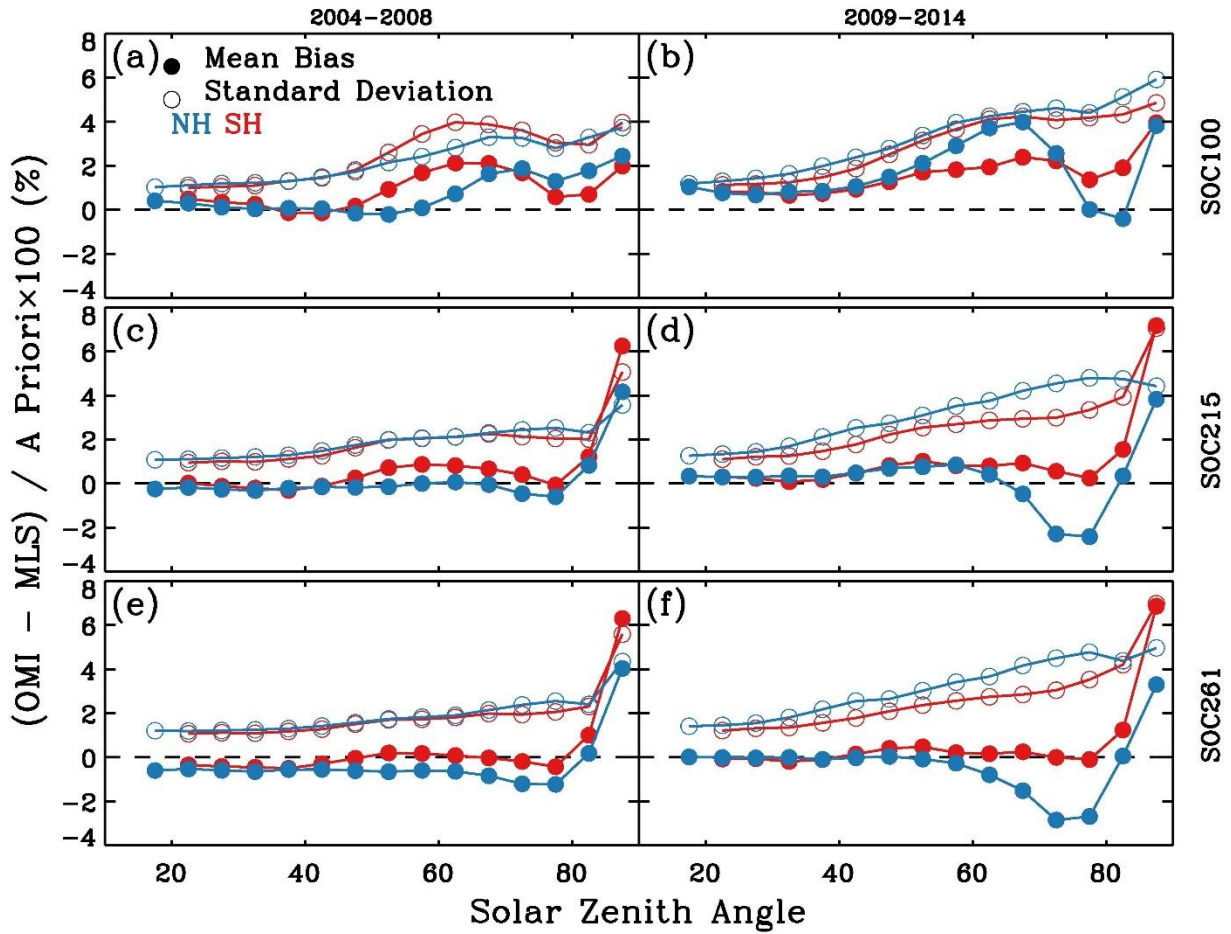 2004-2008
2009-2014
(a)
Mean Bias
Standard Deviation
NH SH
(b)
SOC100
8
6
4
2
0
-2
-4
(c)
(d)
SOC215
8
6
4
2
0
-2
-4
(e)
(f)
SOC261
8
6
4
2
0
-2
-4
(OMI - MLS) / A Priori×100 (%)
20 40 60 80 20 40 60 80
Solar Zenith Angle